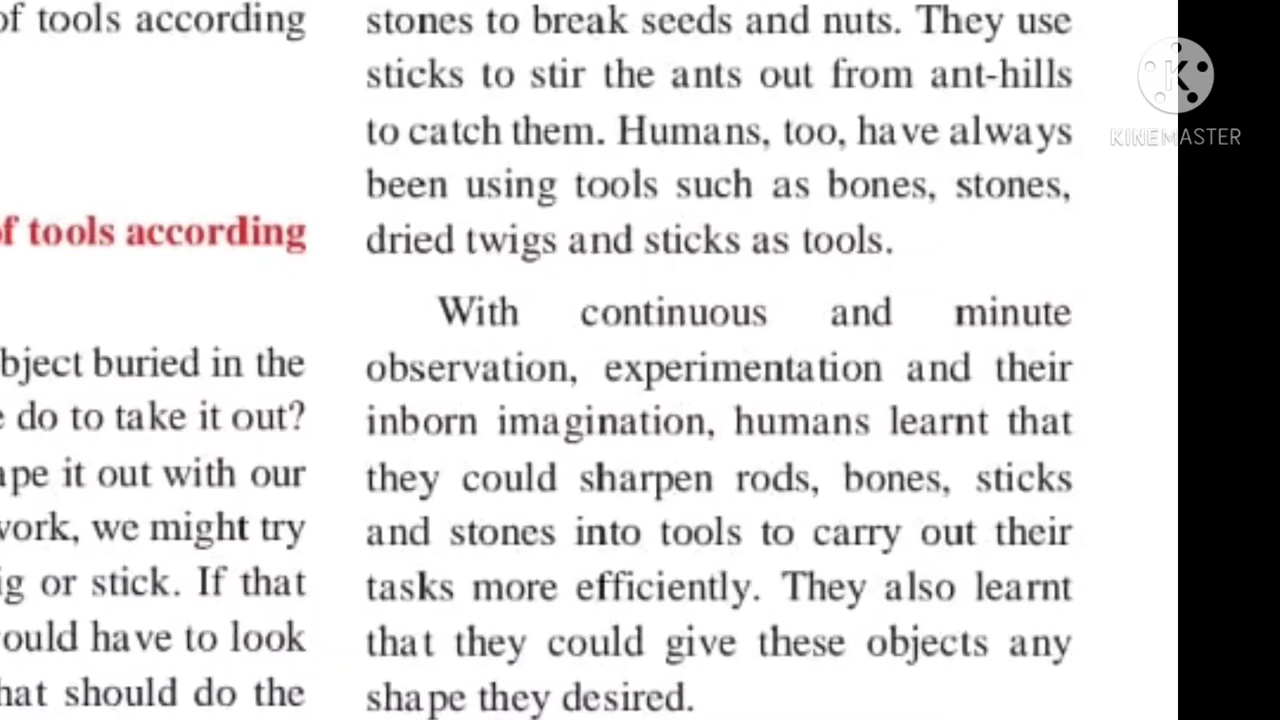 of tools according
of tools according
bject buried in the
e do to take it out?
ape it out with our
work, we might try
ig or stick. If that
ould have to look
hat should do the
stones to break seeds and nuts. They use
sticks to stir the ants out from ant-hills
to catch them. Humans, too, have always
been using tools such as bones, stones,
dried twigs and sticks as tools.
With continuous and minute
observation, experimentation and their
inborn imagination, humans learnt that
they could sharpen rods, bones, sticks
and stones into tools to carry out their
tasks more efficiently. They also learnt
that they could give these objects any
shape they desired.
K
KINEMASTER